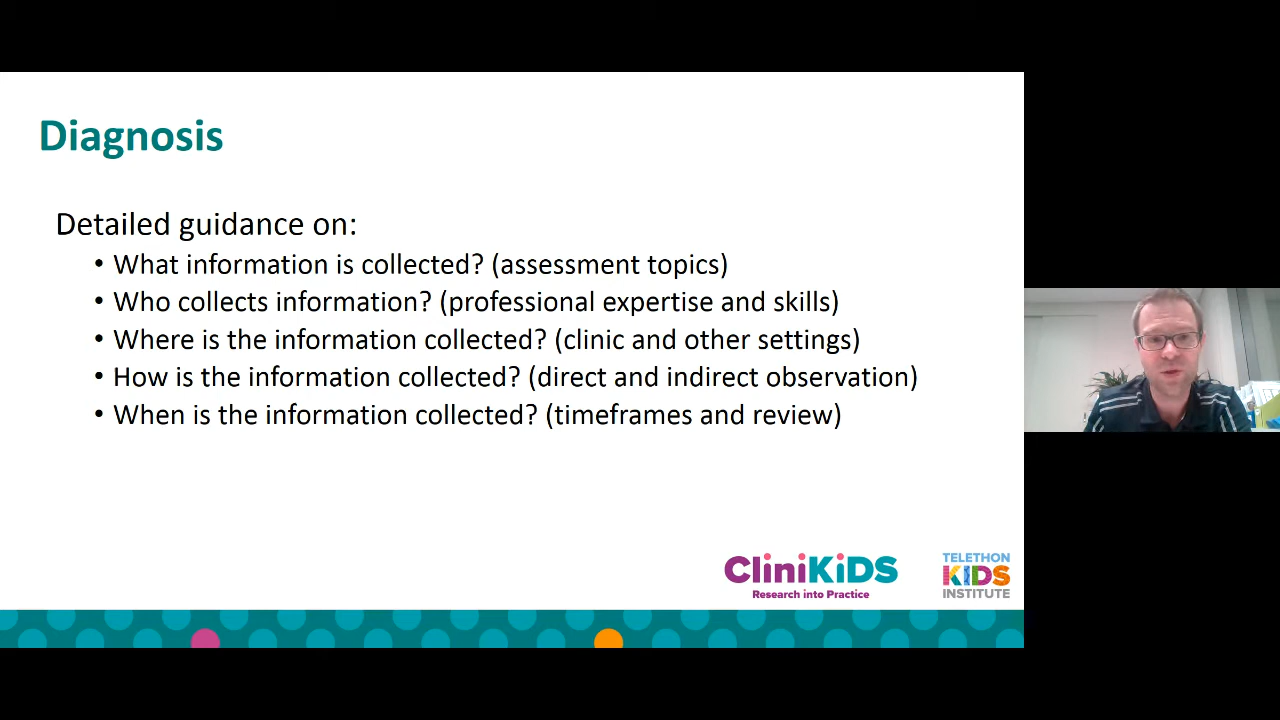 Diagnosis
Detailed guidance on:
• What information is collected? (assessment topics)
• Who collects information? (professional expertise and skills)
• Where is the information collected? (clinic and other settings)
• How is the information collected? (direct and indirect observation)
• When is the information collected? (timeframes and review)
CliniKiDS
Research into Practice
TELETHON
KIDS
INSTITUTE